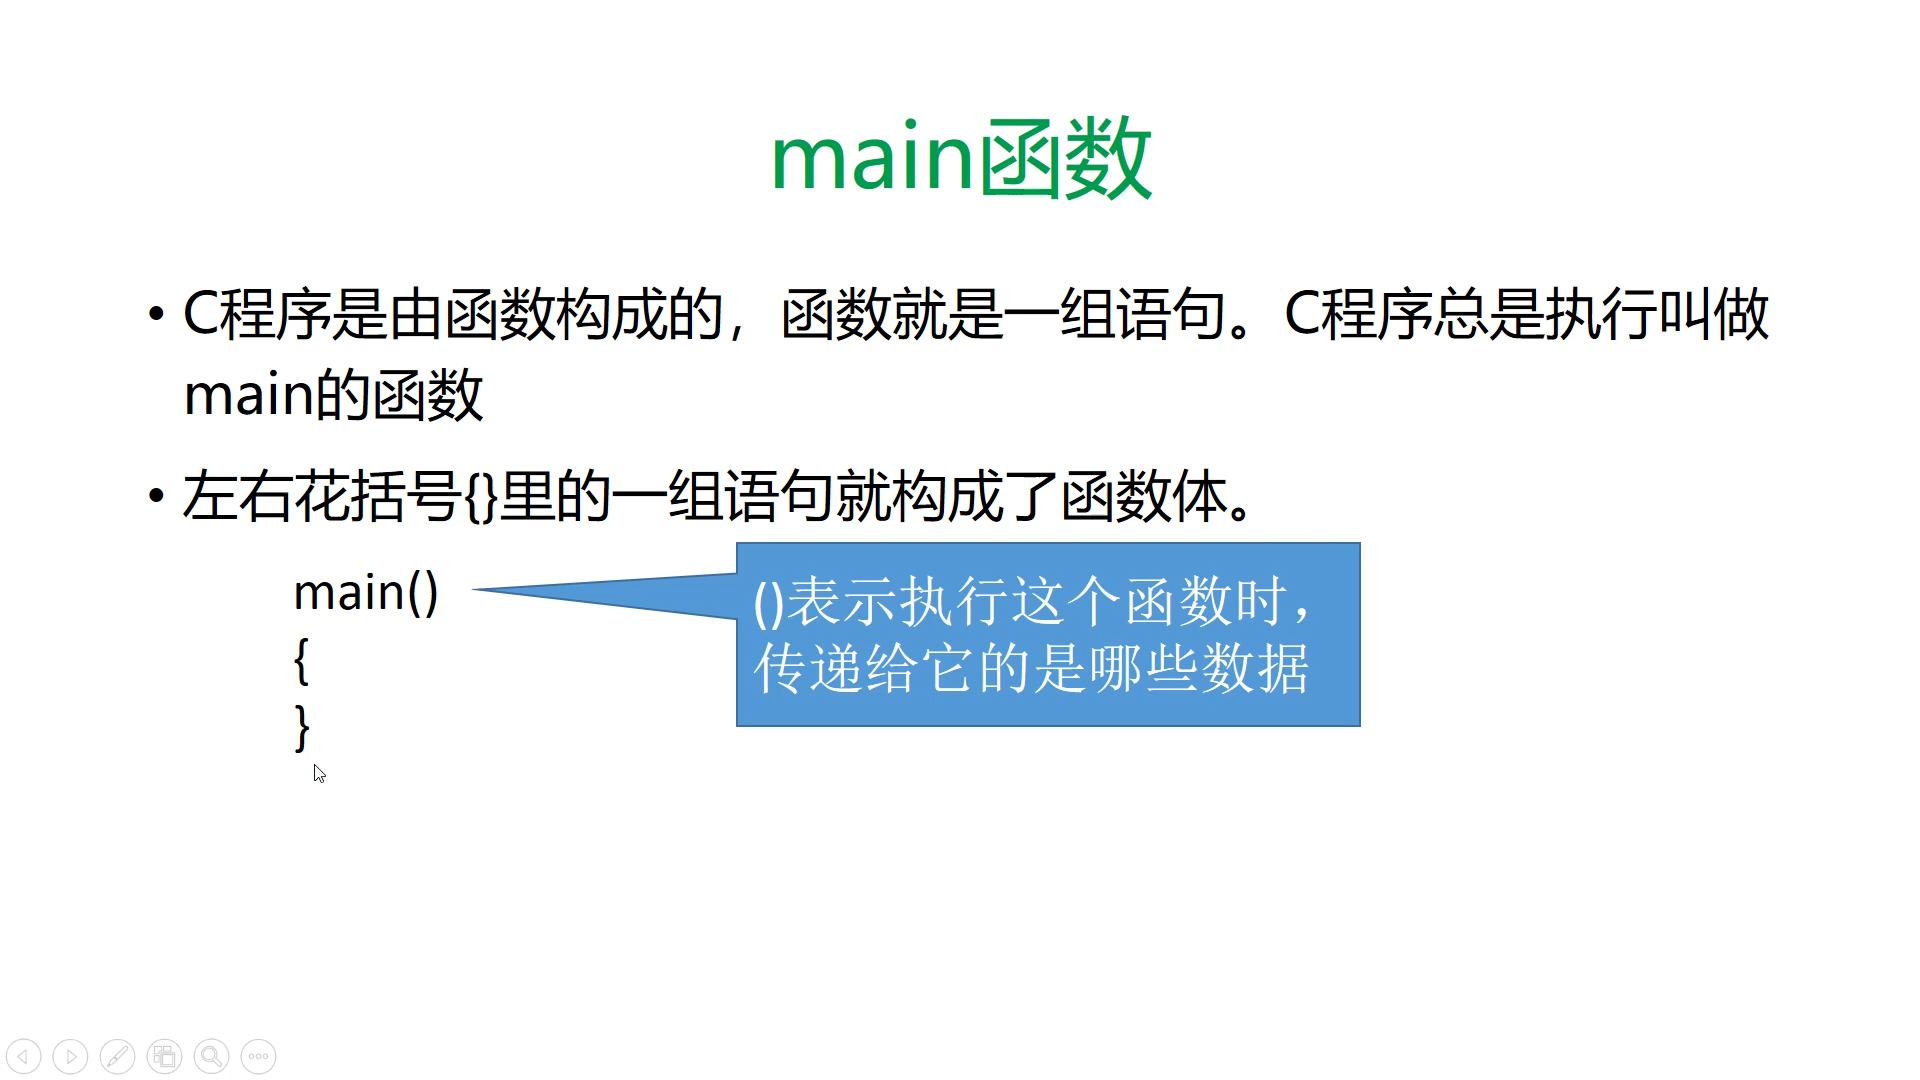 main函数
• C程序是由函数构成的，函数就是一组语句。C程序总是执行叫做
main的函数
• 左右花括号{}里的一组语句就构成了函数体。
main()
{
}
()表示执行这个函数时，
传递给它的是哪些数据